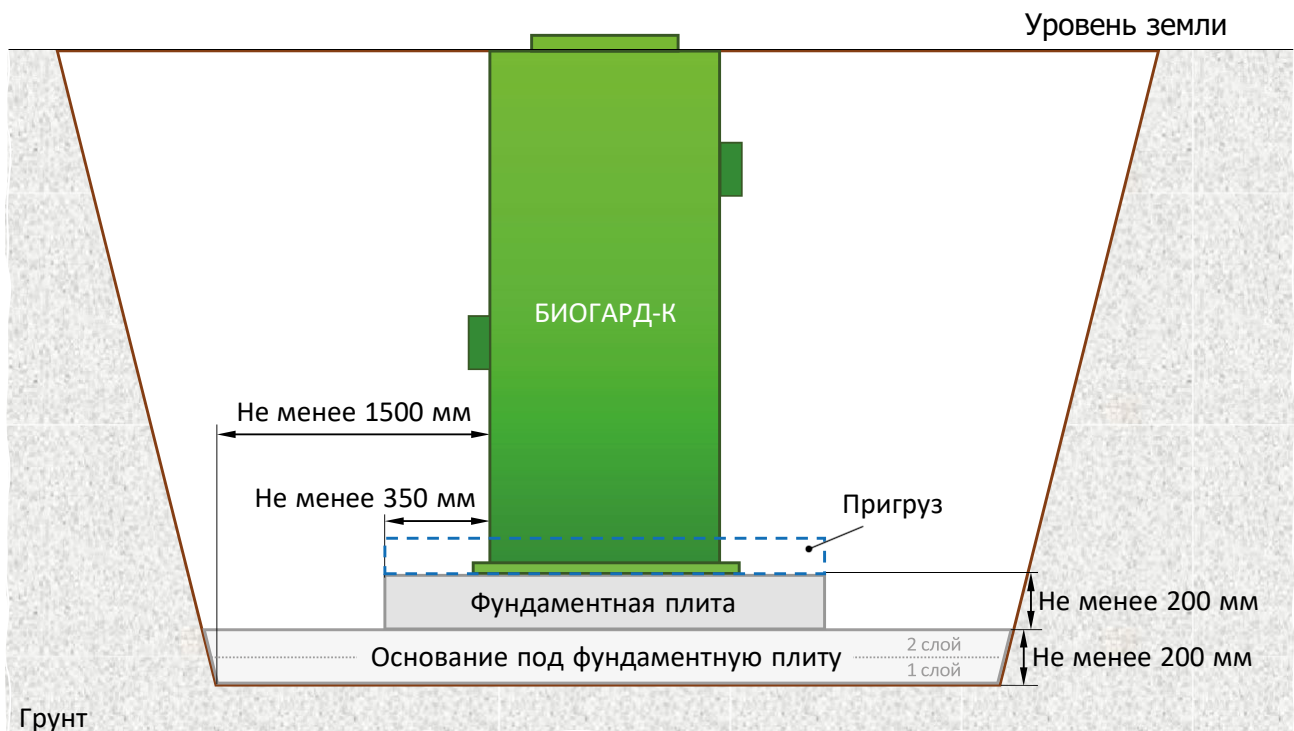 Уровень земли
БИОГАРД-К
Не менее 1500 мм
Не менее 350 мм
Пригруз
Фундаментная плита
Не менее 200 мм
Основание под фундаментную плиту
2 слой
1 слой
Не менее 200 мм
Грунт